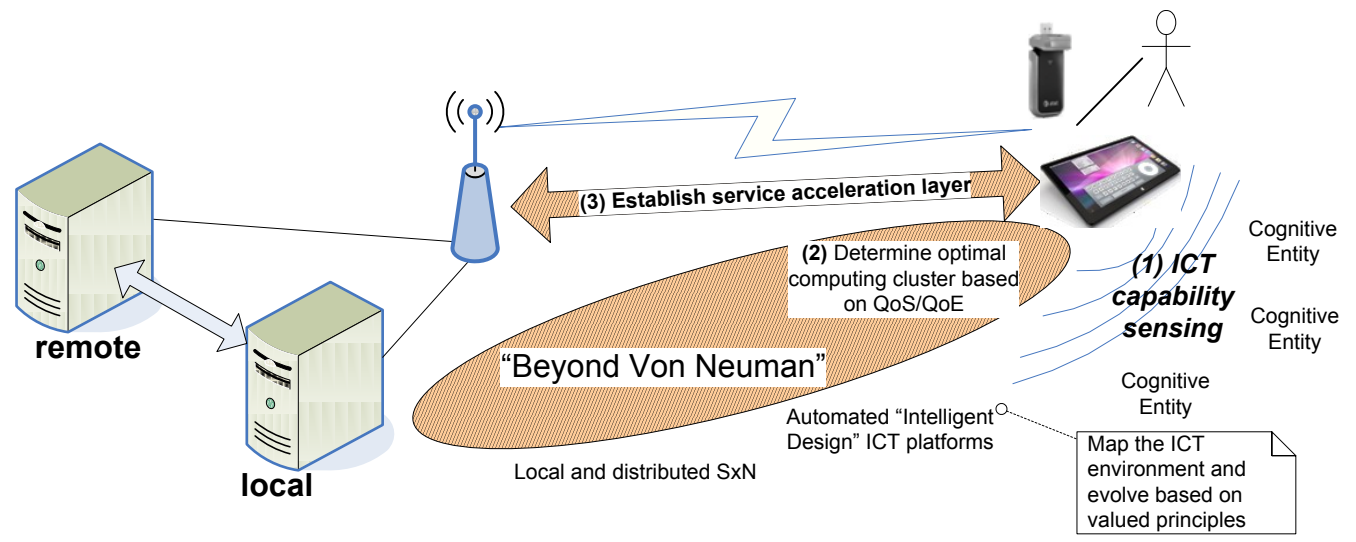 (3) Establish service acceleration layer
(2) Determine optimal
computing cluster based
on QoS/QoE
(1) ICT
capability
sensing
Cognitive
Entity
Cognitive
Entity
Cognitive
Entity
remote
local
“Beyond Von Neuman”
Automated “Intelligent
Design” ICT platforms
Local and distributed SxN
Map the ICT
environment and
evolve based on
valued principles